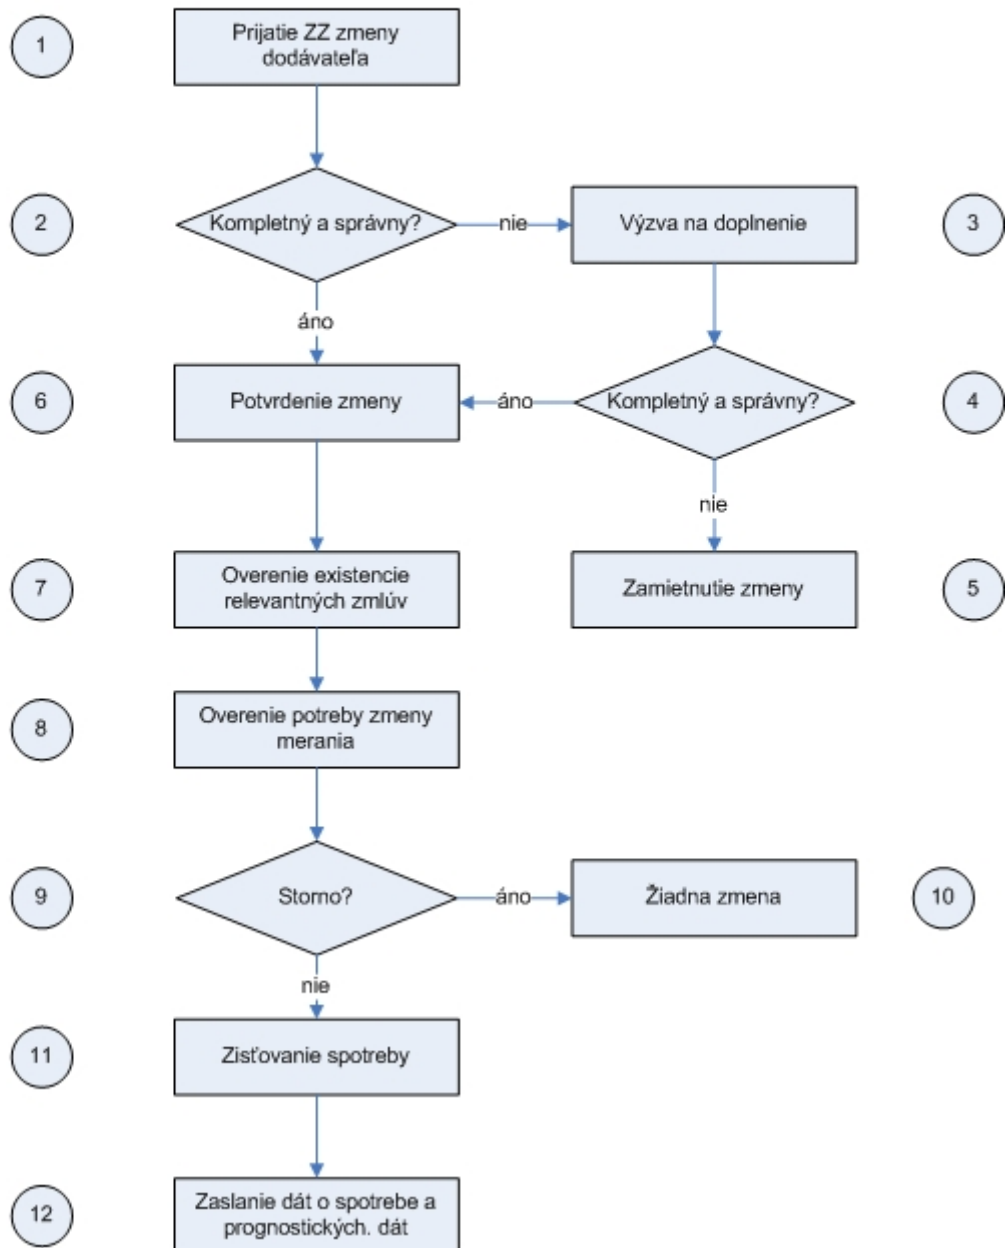 1
Prijatie ZZ zmeny
dodávateľa
2
Kompletný a správny?
nie
Výzva na doplnenie
3
áno
6
Potvrdenie zmeny
áno
Kompletný a správny?
4
nie
7
Overenie existencie
relevantných zmlúv
Zamietnutie zmeny
5
8
Overenie potreby zmeny
merania
9
Storno?
áno
Žiadna zmena
10
nie
11
Zisťovanie spotreby
12
Zaslanie dát o spotrebe a
prognostických. dát